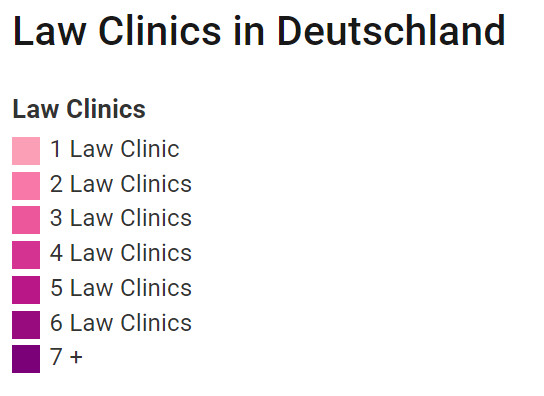 Law Clinics in Deutschland
Law Clinics
1 Law Clinic
2 Law Clinics
3 Law Clinics
4 Law Clinics
5 Law Clinics
6 Law Clinics
7 +